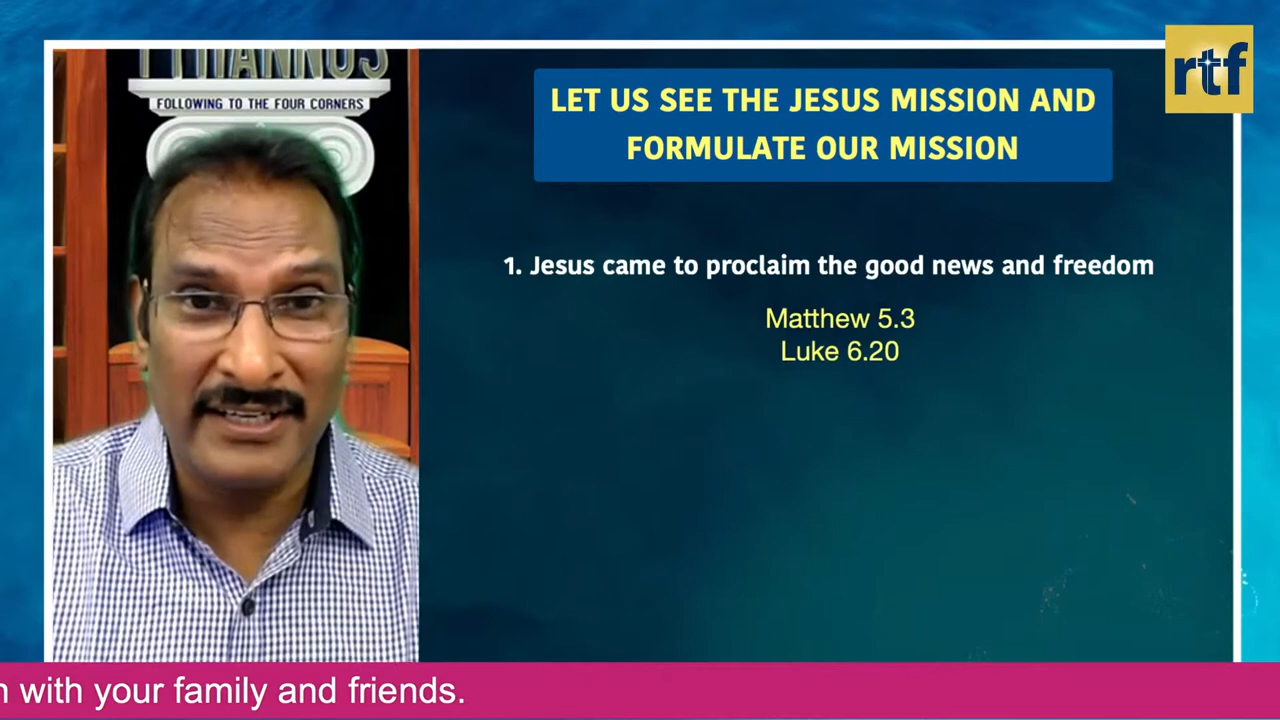 FOLLOWING TO THE FOUR CORNERS
LET US SEE THE JESUS MISSION AND
FORMULATE OUR MISSION
rtf
1. Jesus came to proclaim the good news and freedom
Matthew 5.3
Luke 6.20
with your family and friends.